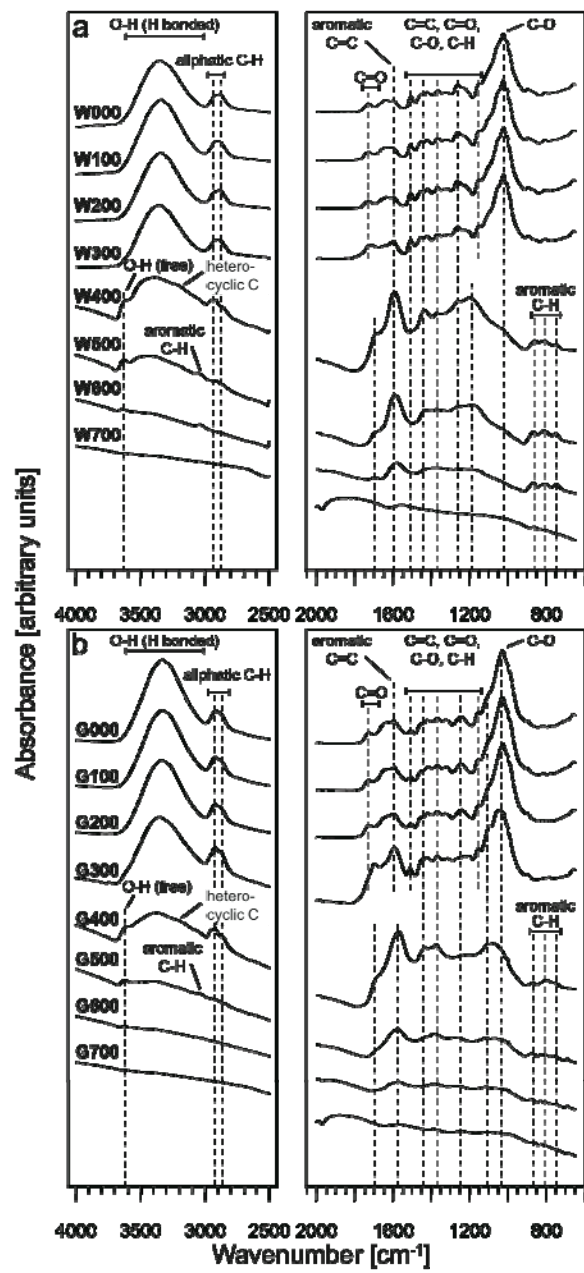 a
O-H (H bonded)
aliphatic C-H
aromatic
C=C
C=C, C=O,
C-O, C-H
C-O
C=O
W000
W100
W200
W300
O-H (free)
hetero-
cyclic C
W400
aromatic
C-H
W500
W600
W700
aromatic
C-H
4000 3500 3000 2500
2000 1600 1200 800
b
O-H (H bonded)
aliphatic C-H
aromatic
C=C
C=C, C=O,
C-O, C-H
C-O
C=O
G000
G100
G200
G300
O-H (free)
hetero-
cyclic C
G400
aromatic
C-H
G500
G600
G700
aromatic
C-H
4000 3500 3000 2500
2000 1600 1200 800
Absorbance [arbitrary units]
Wavenumber [cm-1]